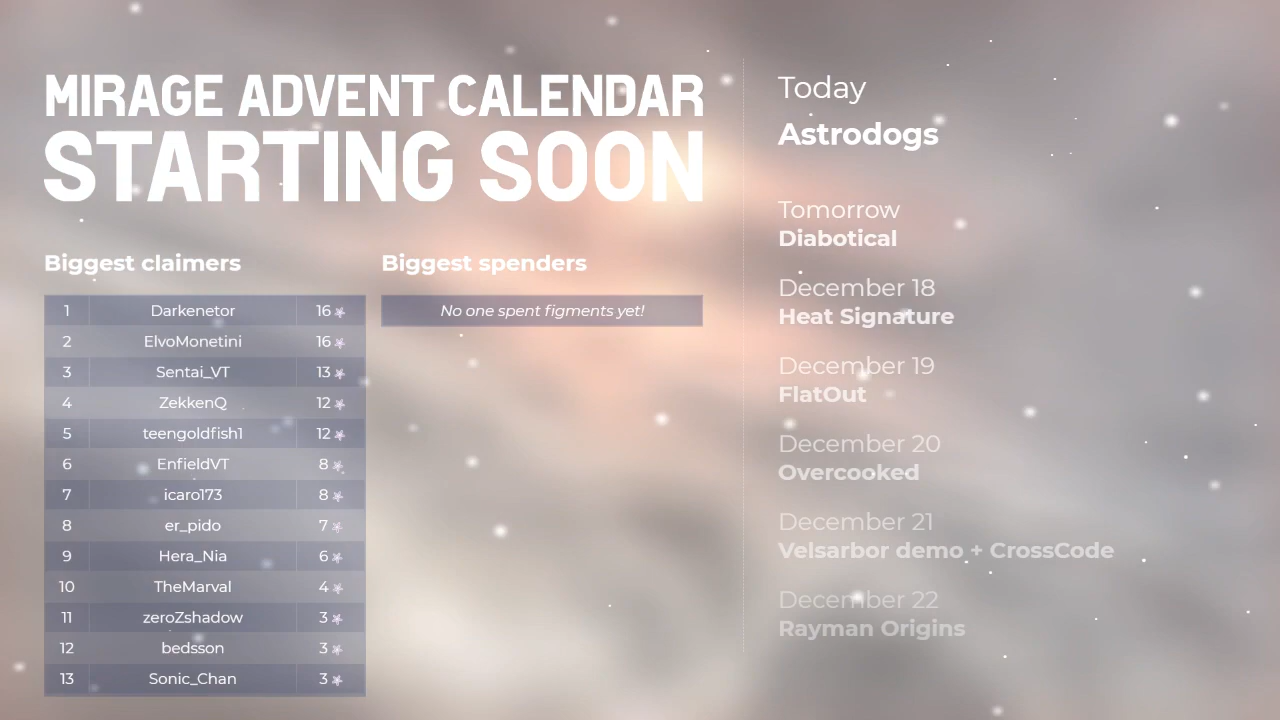 MIRAGE ADVENT CALENDAR
STARTING SOON
Biggest claimers
1 Darkenetor 16
2 ElvoMonetini 16
3 Sentai_VT 13
4 ZekkenQ 12
5 teengoldfish1 12
6 EnfieldVT 8
7 icaro173 8
8 er_pido 7
9 Hera_Nia 6
10 TheMarval 4
11 zeroZshadow 3
12 bedsson 3
13 Sonic_Chan 3
Biggest spenders
No one spent figments yet!
Today
Astrodogs
Tomorrow
Diabotical
December 18
Heat Signature
December 19
FlatOut
December 20
Overcooked
December 21
Velsarbor demo + CrossCode
December 22
Rayman Origins